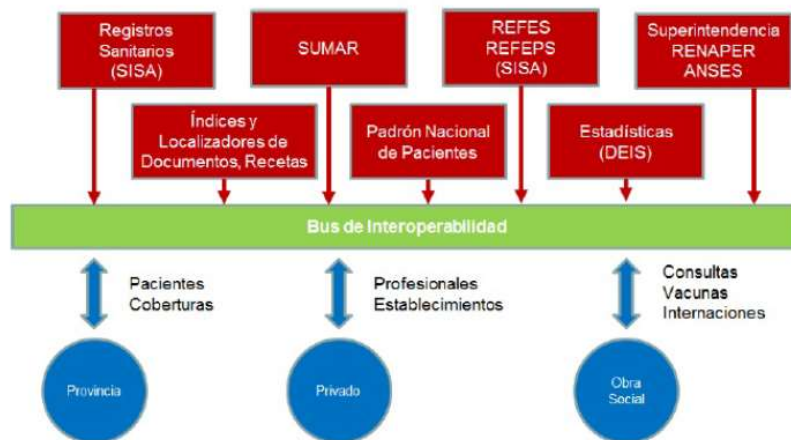 Registros
Sanitarios
(SISA)
SUMAR
REFES
REFEPS
(SISA)
Superintendencia
RENAPER
ANSES
Índices y
Localizadores de
Documentos, Recetas
Padrón Nacional
de Pacientes
Estadísticas
(DEIS)
Bus de Interoperabilidad
Pacientes
Coberturas
Profesionales
Establecimientos
Consultas
Vacunas
Internaciones
Provincia
Privado
Obra
Social